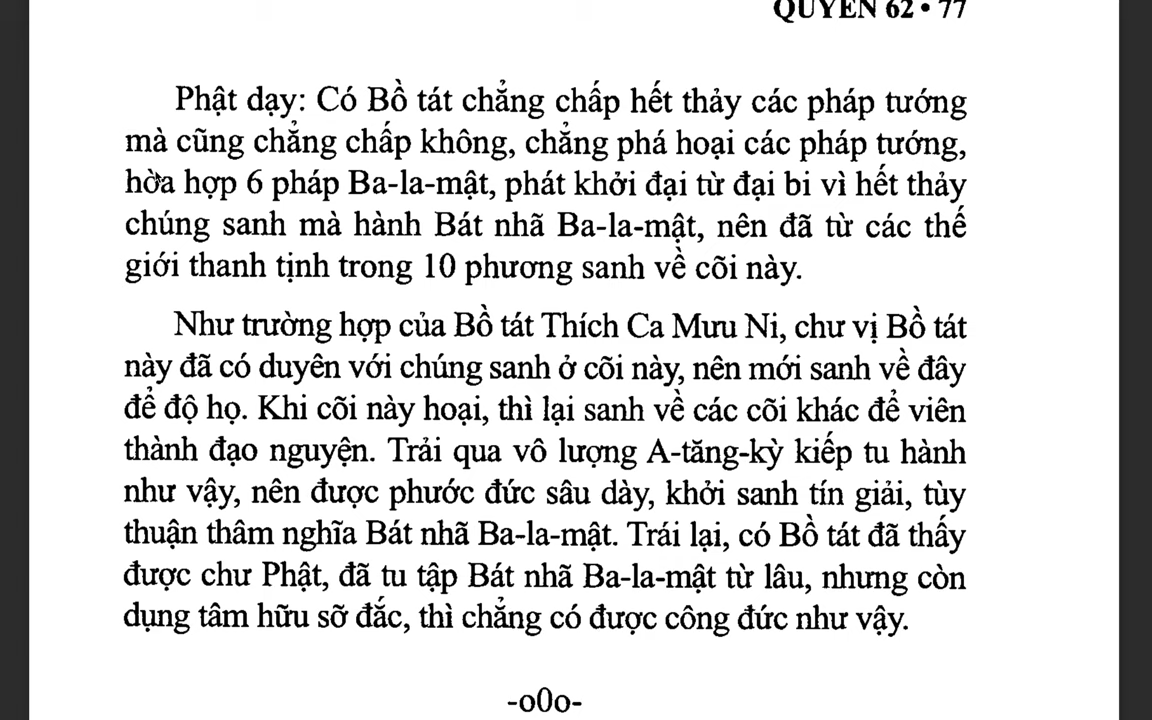 QUYỂN 62 • 77
Phật dạy: Có Bồ tát chẳng chấp hết thảy các pháp tướng
mà cũng chẳng chấp không, chẳng phá hoại các pháp tướng,
hòa hợp 6 pháp Ba-la-mật, phát khởi đại từ đại bi vì hết thảy
chúng sanh mà hành Bát nhã Ba-la-mật, nên đã từ các thế
giới thanh tịnh trong 10 phương sanh về cõi này.
Như trường hợp của Bồ tát Thích Ca Mưu Ni, chư vị Bồ tát
này đã có duyên với chúng sanh ở cõi này, nên mới sanh về đây
để độ họ. Khi cõi này hoại, thì lại sanh về các cõi khác để viên
thành đạo nguyện. Trải qua vô lượng A-tăng-kỳ kiếp tu hành
như vậy, nên được phước đức sâu dày, khởi sanh tín giải, tùy
thuận thâm nghĩa Bát nhã Ba-la-mật. Trái lại, có Bồ tát đã thấy
được chư Phật, đã tu tập Bát nhã Ba-la-mật từ lâu, nhưng còn
dụng tâm hữu sỡ đắc, thì chẳng có được công đức như vậy.
-o0o-